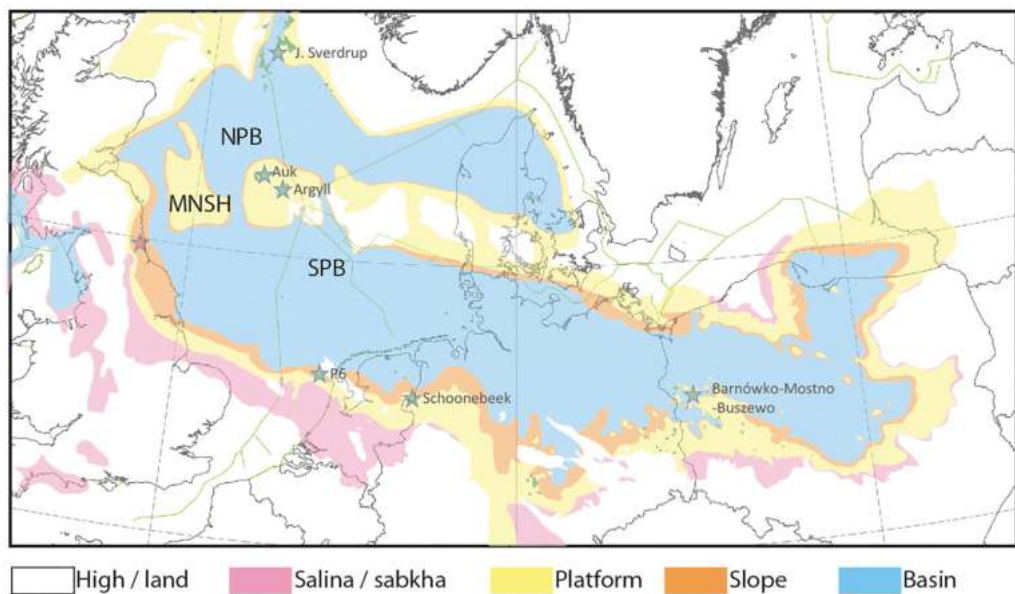 J. Sverdrup
NPB
Auk
Argyll
MNSH
SPB
P6
Schoonebeek
Barnówko-Mostno
-Buszewo
High / land
Salina / sabkha
Platform
Slope
Basin